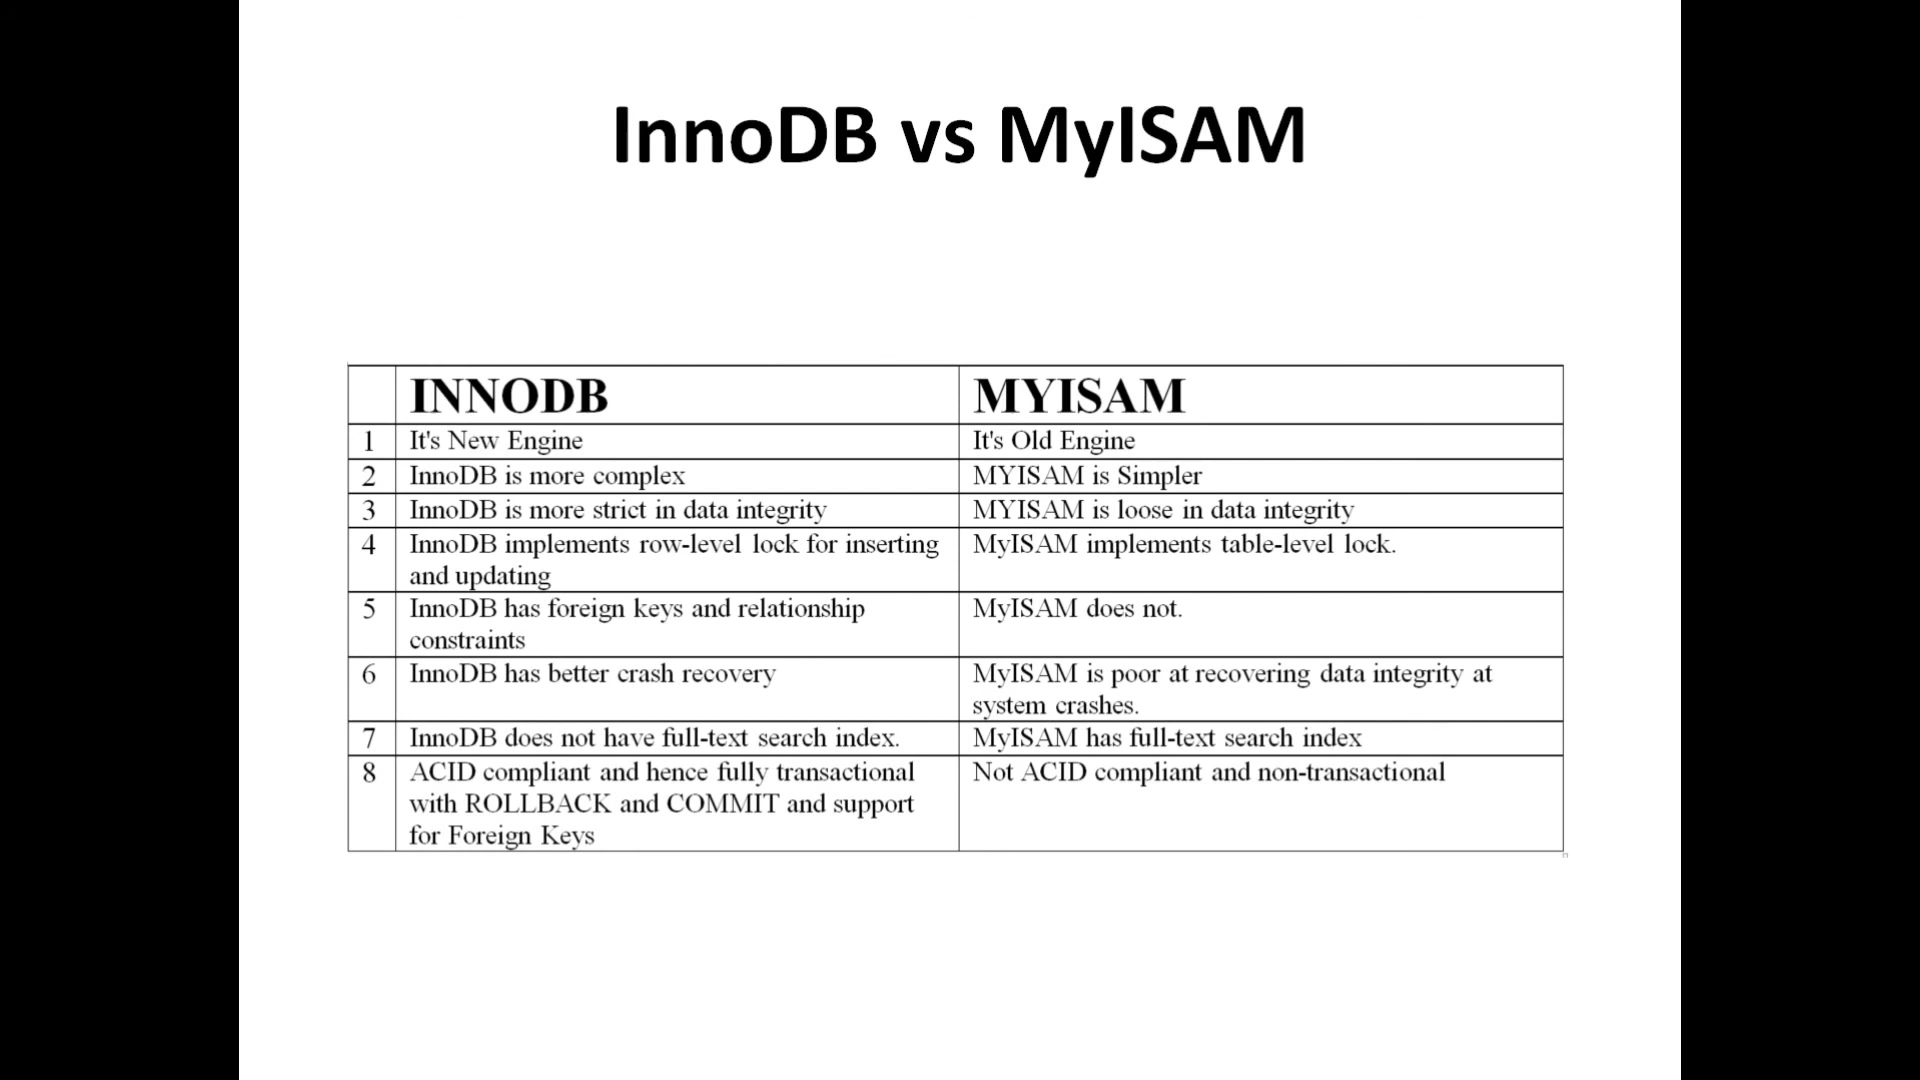 InnoDB vs MyISAM
INNODB MYISAM
1 It's New Engine It's Old Engine
2 InnoDB is more complex MYISAM is Simpler
3 InnoDB is more strict in data integrity MYISAM is loose in data integrity
4 InnoDB implements row-level lock for inserting MyISAM implements table-level lock.
and updating
5 InnoDB has foreign keys and relationship MyISAM does not.
constraints
6 InnoDB has better crash recovery MyISAM is poor at recovering data integrity at
system crashes.
7 InnoDB does not have full-text search index. MyISAM has full-text search index
8 ACID compliant and hence fully transactional Not ACID compliant and non-transactional
with ROLLBACK and COMMIT and support
for Foreign Keys